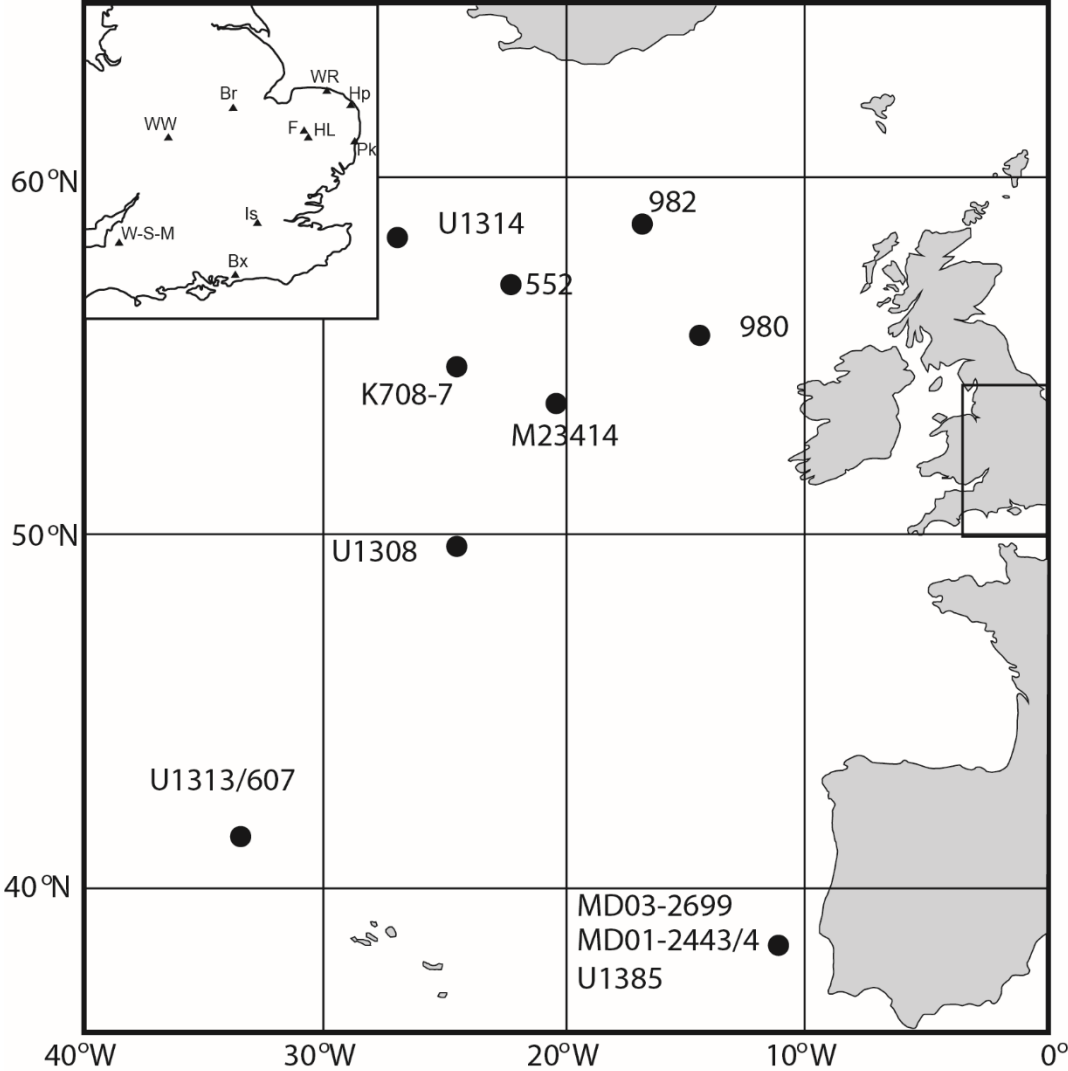 WR
Br
Hp
WW
F
HL
Pk
Is
W-S-M
Bx
60°N
982
U1314
552
980
K708-7
M23414
50°N
U1308
U1313/607
40°N
MD03-2699
MD01-2443/4
U1385
40°W
30°W
20°W
10°W
0°